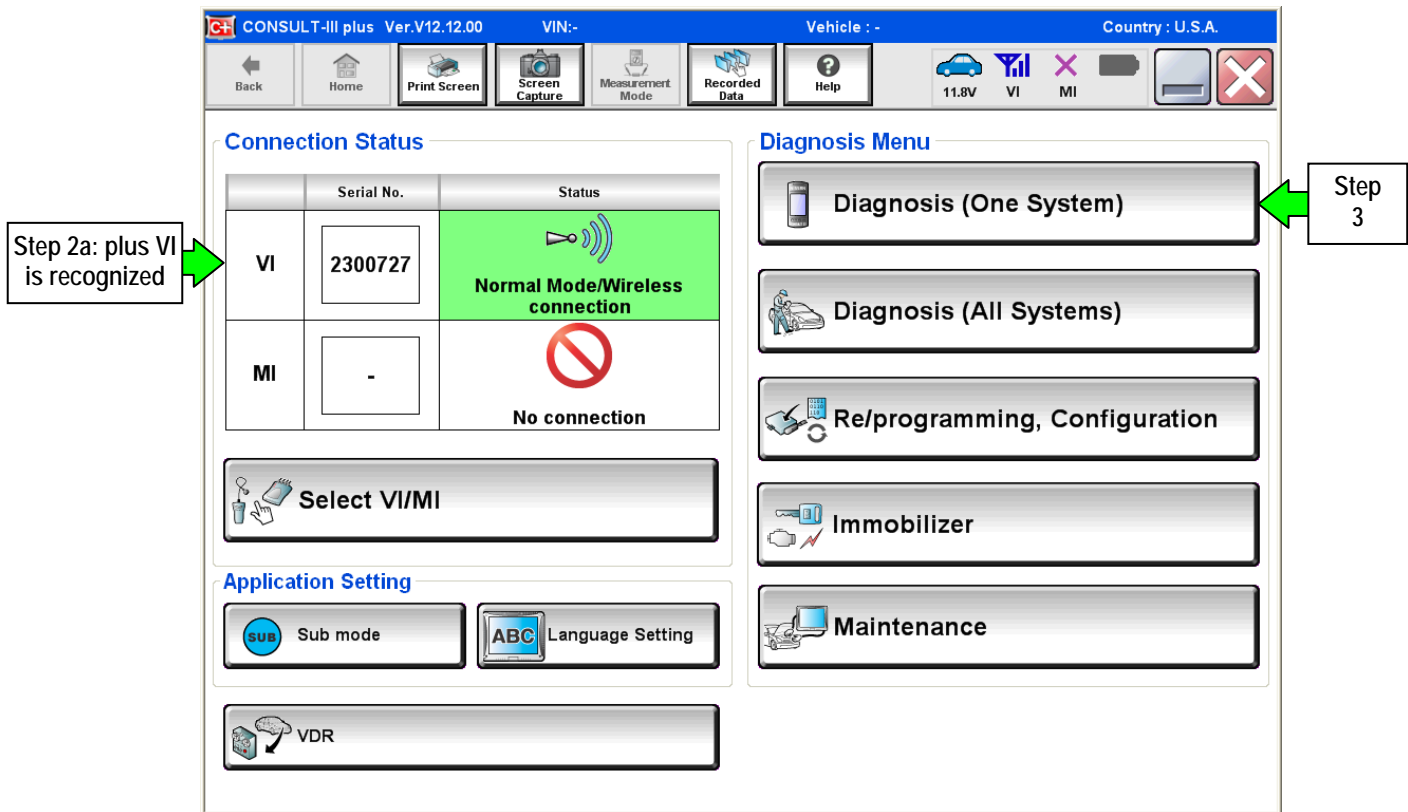 CONSULT-III plus Ver.V12.12.00 VIN:- Vehicle : - Country : U.S.A.
Back
Home
Print Screen
Screen
Capture
Measurement
Mode
Recorded
Data
Help
11.8V
VI
MI
Connection Status
Serial No.
Status
VI
2300727
Normal Mode/Wireless
connection
MI
-
No connection
Select VI/MI
Application Setting
SUB
Sub mode
ABC
Language Setting
VDR
Diagnosis Menu
Diagnosis (One System)
Diagnosis (All Systems)
Re/programming, Configuration
Immobilizer
Maintenance
Step 2a: plus VI
is recognized
Step
3